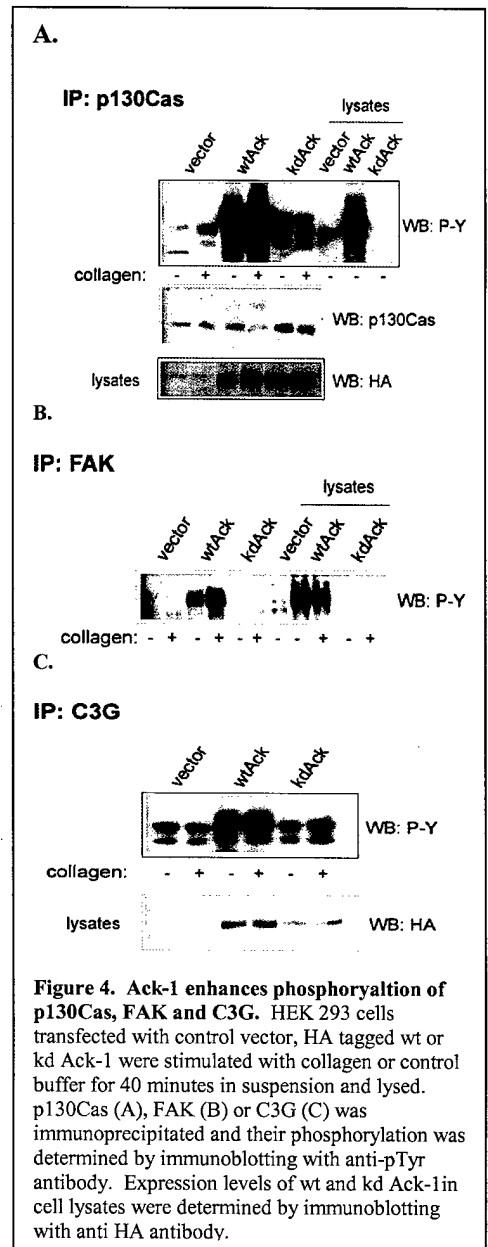 A.
IP: p130Cas
lysates
vector wtAck kdAck vector wtAck kdAck
WB: P-Y
collagen: - + - + - + - - -
WB: p130Cas
lysates WB: HA
B.
IP: FAK
lysates
vector wtAck kdAck vector wtAck kdAck
WB: P-Y
collagen: - + - + - + - - + - +
C.
IP: C3G
vector wtAck kdAck
WB: P-Y
collagen: - + - + - +
lysates WB: HA
Figure 4. Ack-1 enhances phosphoryaltion of
p130Cas, FAK and C3G. HEK 293 cells
transfected with control vector, HA tagged wt or
kd Ack-1 were stimulated with collagen or control
buffer for 40 minutes in suspension and lysed.
p130Cas (A), FAK (B) or C3G (C) was
immunoprecipitated and their phosphorylation was
determined by immunoblotting with anti-pTyr
antibody. Expression levels of wt and kd Ack-1in
cell lysates were determined by immunoblotting
with anti HA antibody.